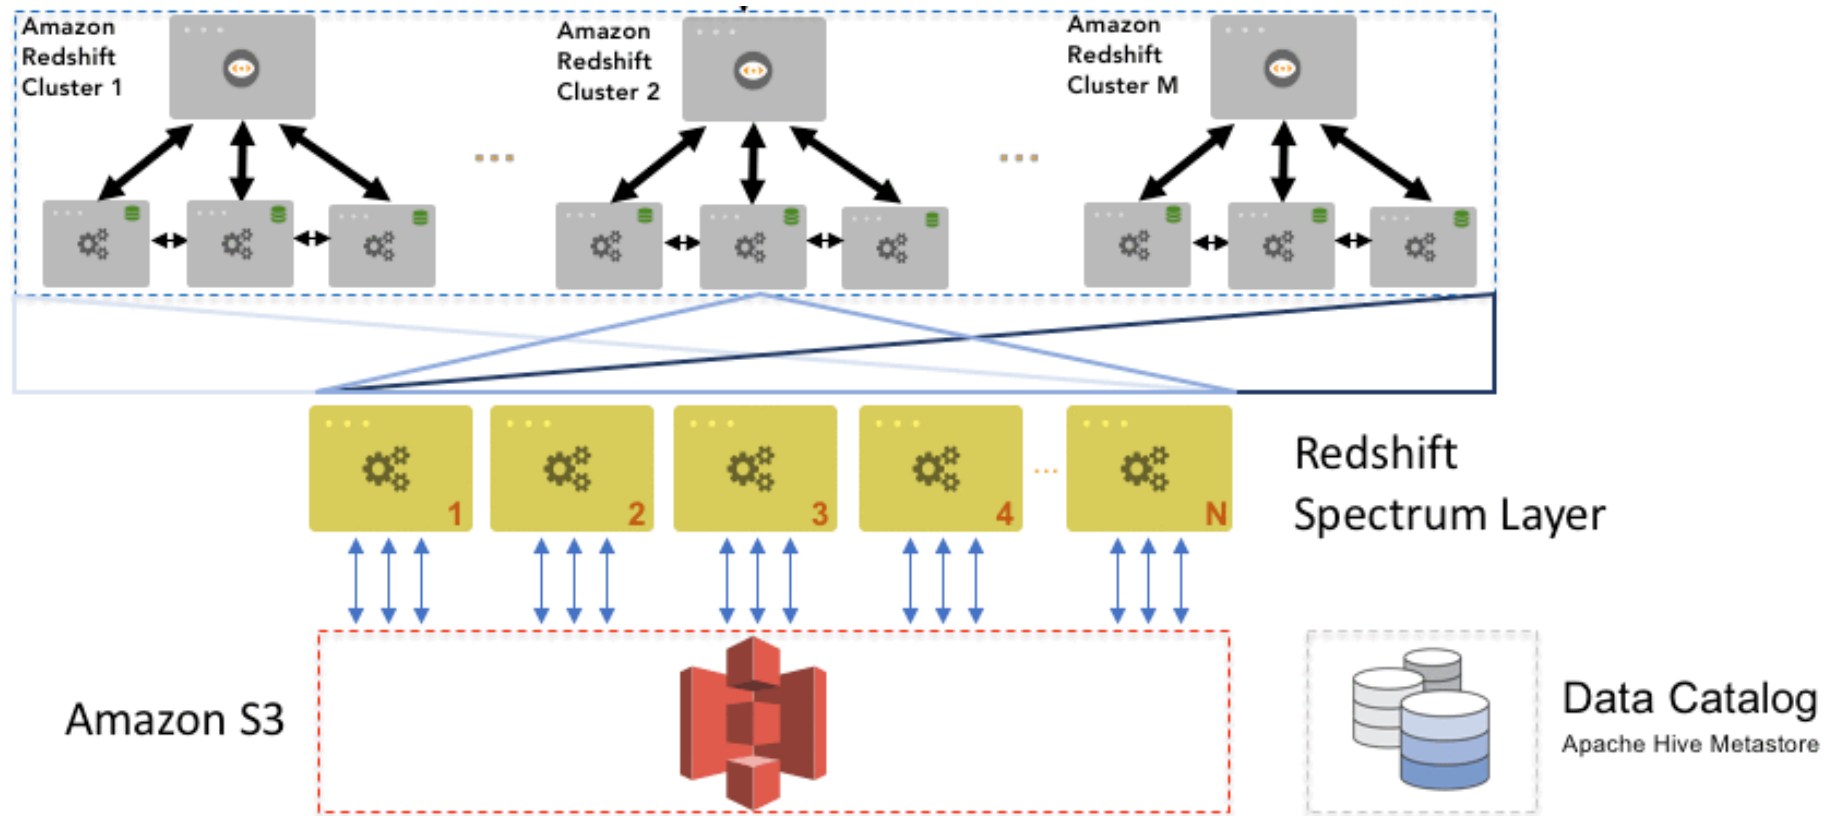 Amazon
Redshift
Cluster 1
Amazon
Redshift
Cluster 2
Amazon
Redshift
Cluster M
1
2
3
4
...
N
Redshift
Spectrum Layer
Amazon S3
Data Catalog
Apache Hive Metastore